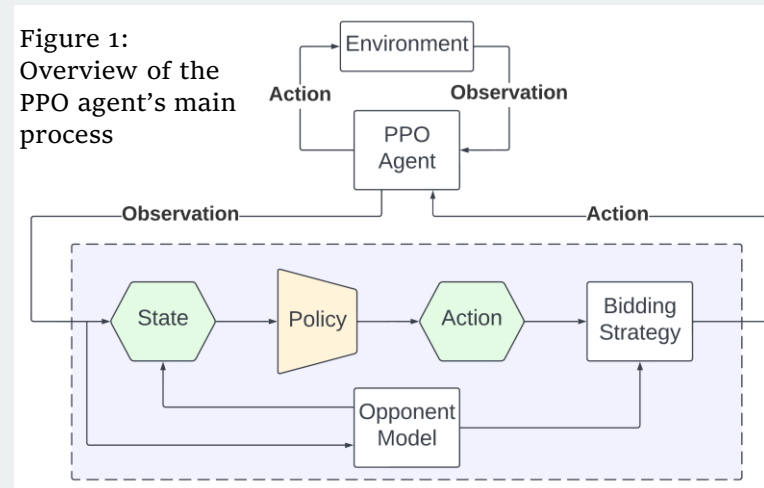 Figure 1:
Overview of the
PPO agent's main
process
Environment
Action
Observation
PPO
Agent
Observation
Action
State
Policy
Action
Bidding
Strategy
Opponent
Model